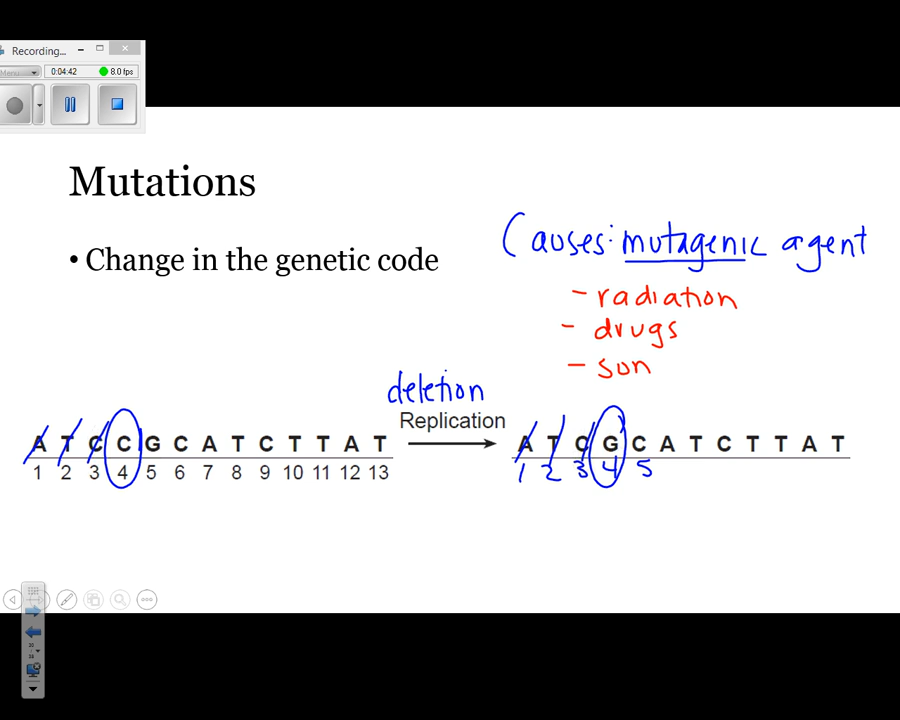 Recording...
Menu
0:04:42 8.0 fps
Mutations
Causes: mutagenic agent
• Change in the genetic code
- radiation
- drugs
- son
deletion
Replication
A T C C G C A T C T T A T
1 2 3 4 5 6 7 8 9 10 11 12 13
A T C G C A T C T T A T
1 2 3 4 5